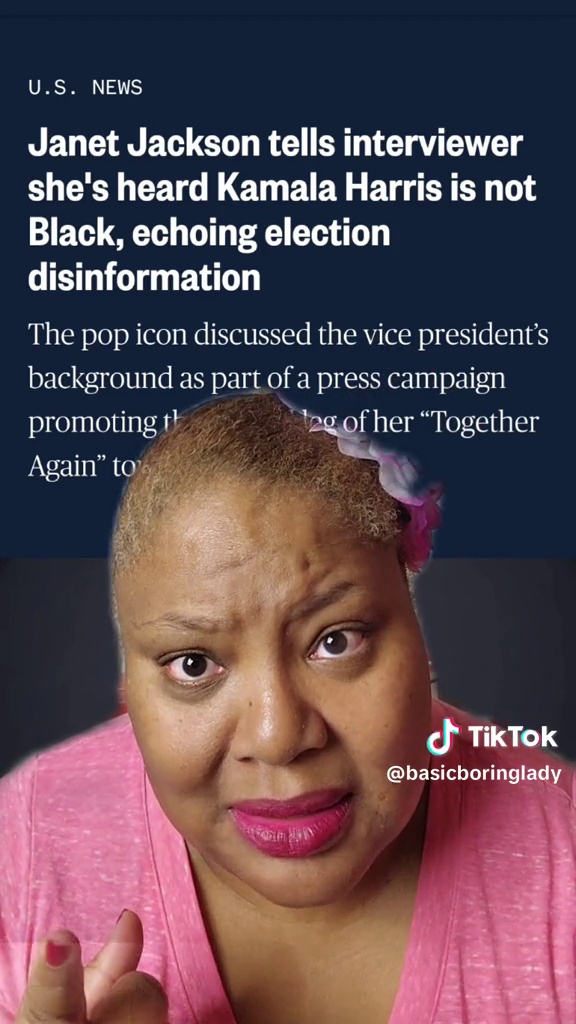 U.S. NEWS
Janet Jackson tells interviewer
she's heard Kamala Harris is not
Black, echoing election
disinformation
The pop icon discussed the vice president’s
background as part of a press campaign
promoting leg of her “Together
Again”
TikTok
@basicboringlady